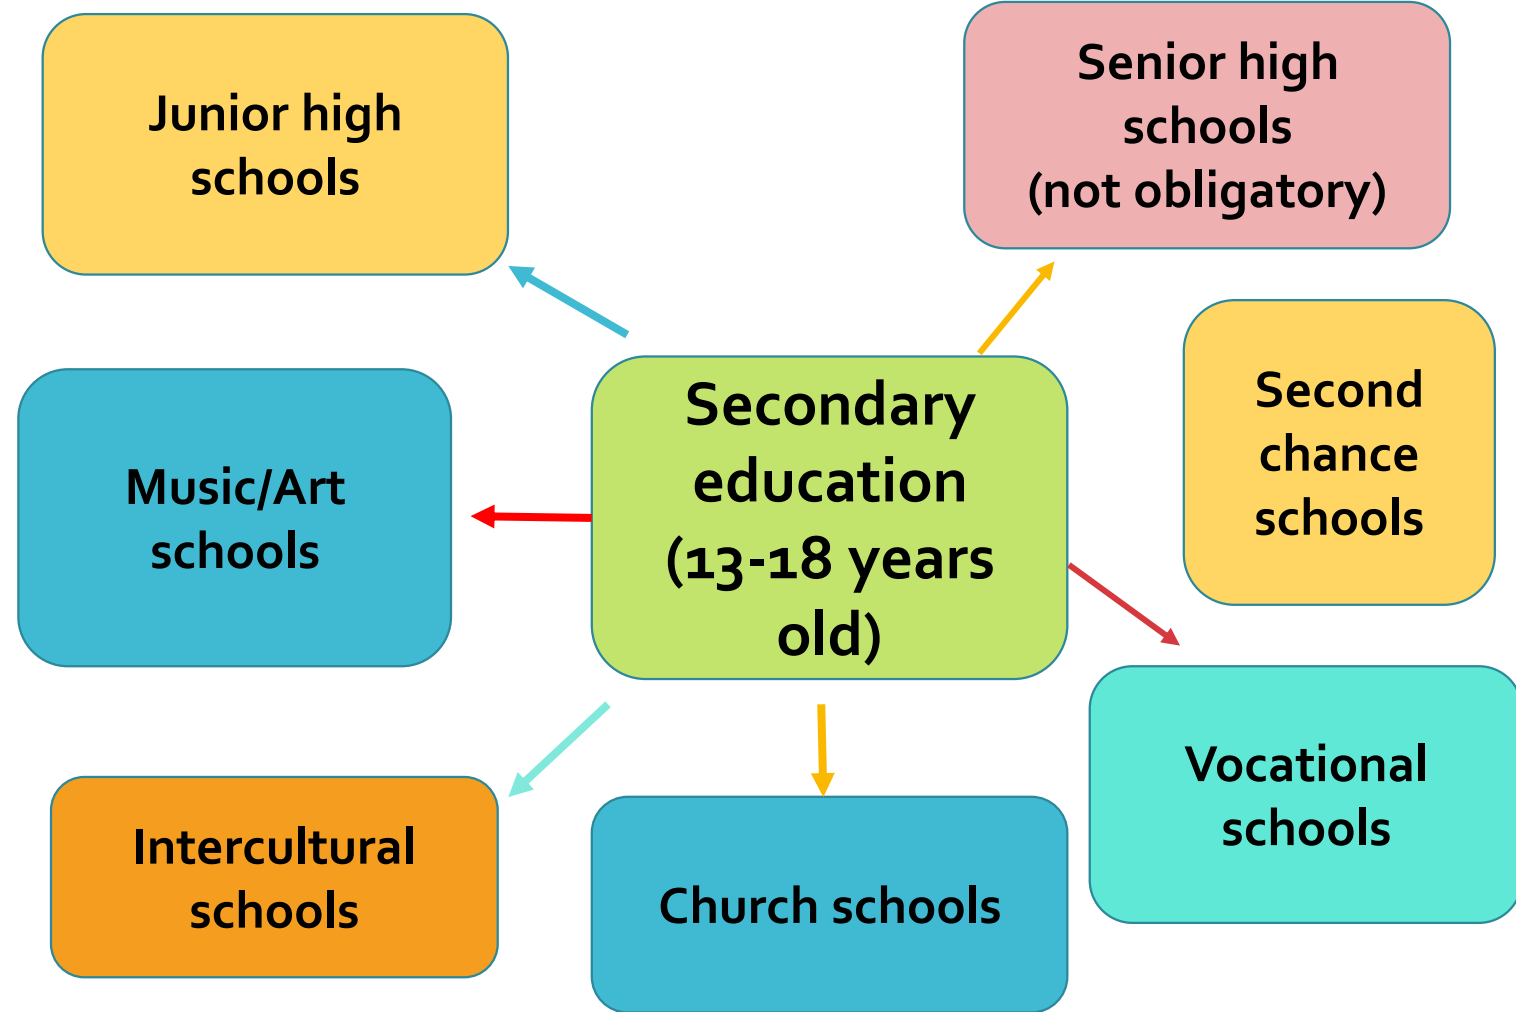 Junior high
schools
Senior high
schools
(not obligatory)
Music/Art
schools
Secondary
education
(13-18 years
old)
Second
chance
schools
Intercultural
schools
Church schools
Vocational
schools